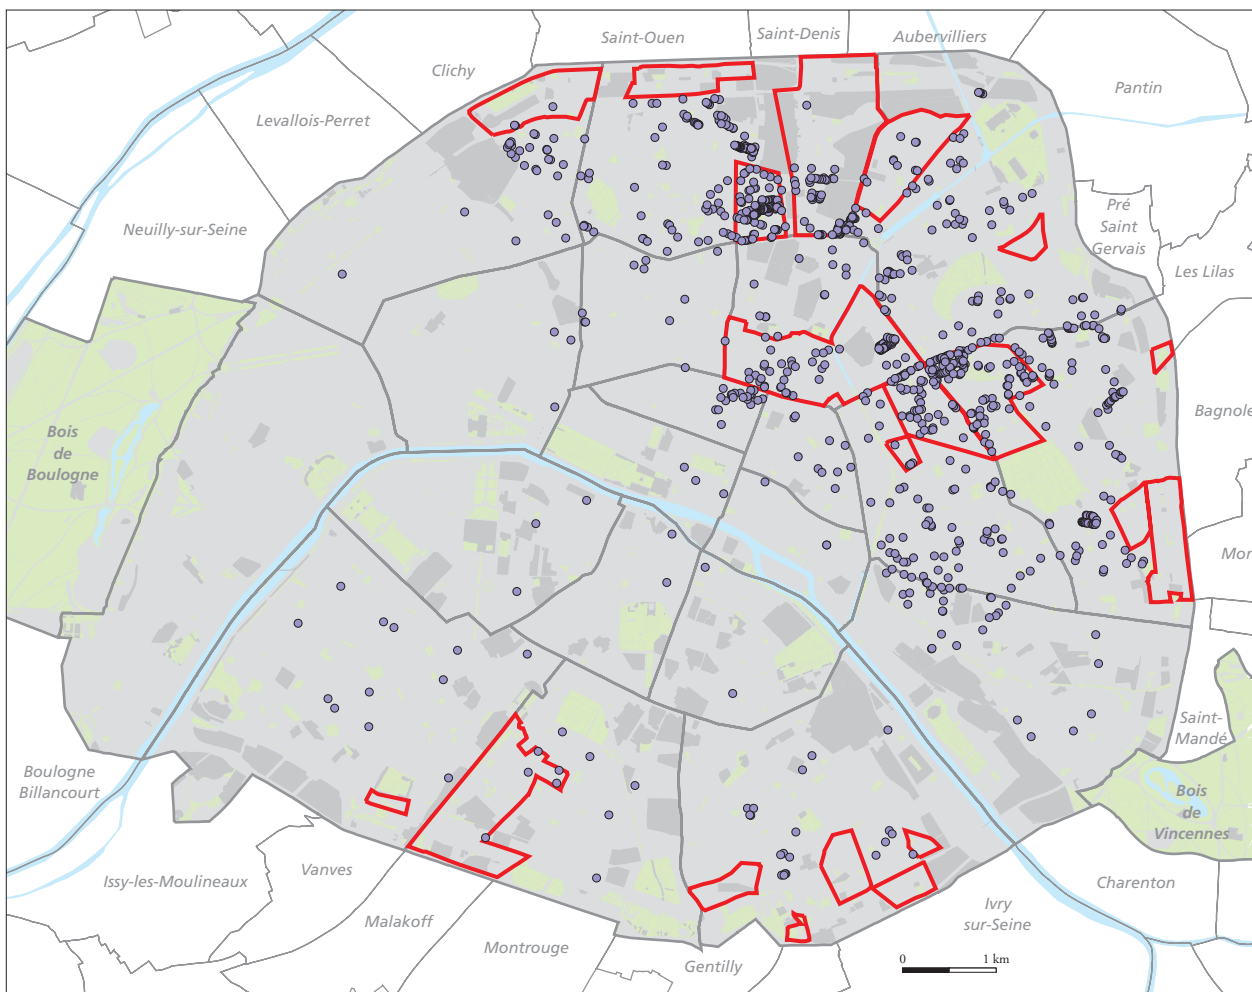 Saint-Ouen
Saint-Denis
Aubervilliers
Clichy
Pantin
Levallois-Perret
Neuilly-sur-Seine
Pré
Saint
Gervais
Les Lilas
Bagnole
Bois
de
Boulogne
Mon
Saint-
Mandé
Boulogne
Billancourt
Bois
de
Vincennes
Vanves
Issy-les-Moulineaux
Charenton
Malakoff
Ivry
sur-Seine
Montrouge
Gentilly
0 1 km